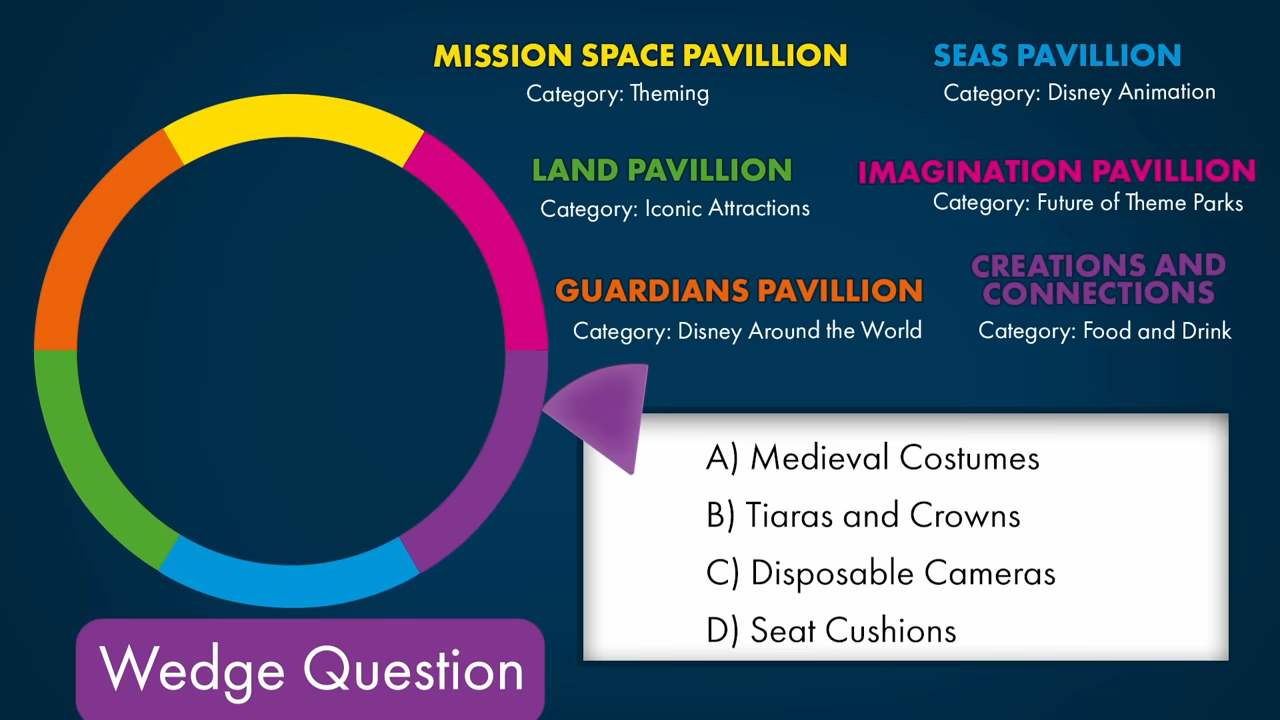 MISSION SPACE PAVILLION
Category: Theming
SEAS PAVILLION
Category: Disney Animation
LAND PAVILLION
Category: Iconic Attractions
IMAGINATION PAVILLION
Category: Future of Theme Parks
GUARDIANS PAVILLION
Category: Disney Around the World
CREATIONS AND
CONNECTIONS
Category: Food and Drink
A) Medieval Costumes
B) Tiaras and Crowns
C) Disposable Cameras
D) Seat Cushions
Wedge Question